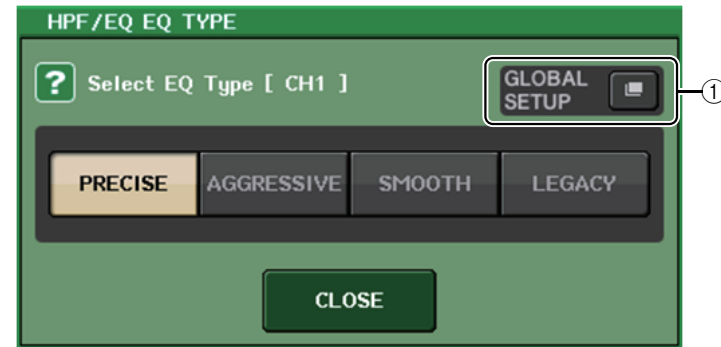 HPF/EQ EQ TYPE
? Select EQ Type [ CH1 ]
GLOBAL
SETUP
①
PRECISE
AGGRESSIVE
SMOOTH
LEGACY
CLOSE